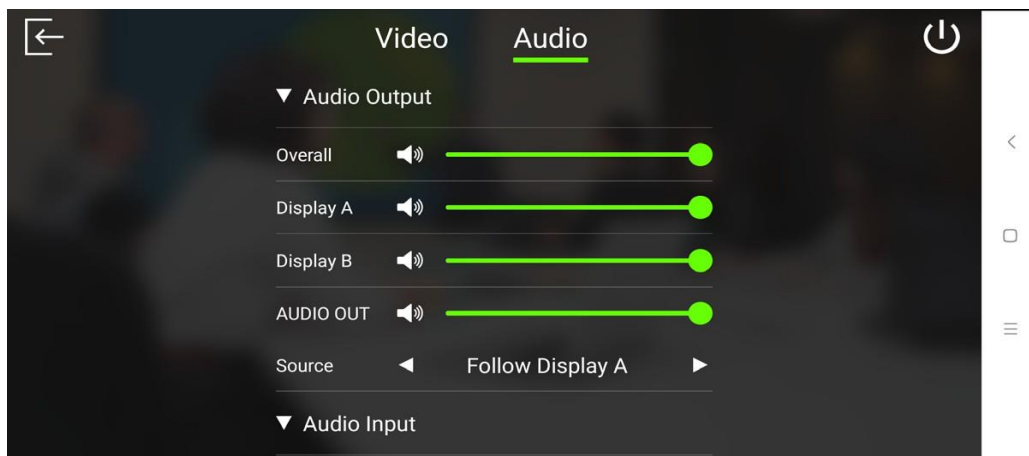 Video Audio
Audio Output
Overall
Display A
Display B
AUDIO OUT
Source Follow Display A
Audio Input